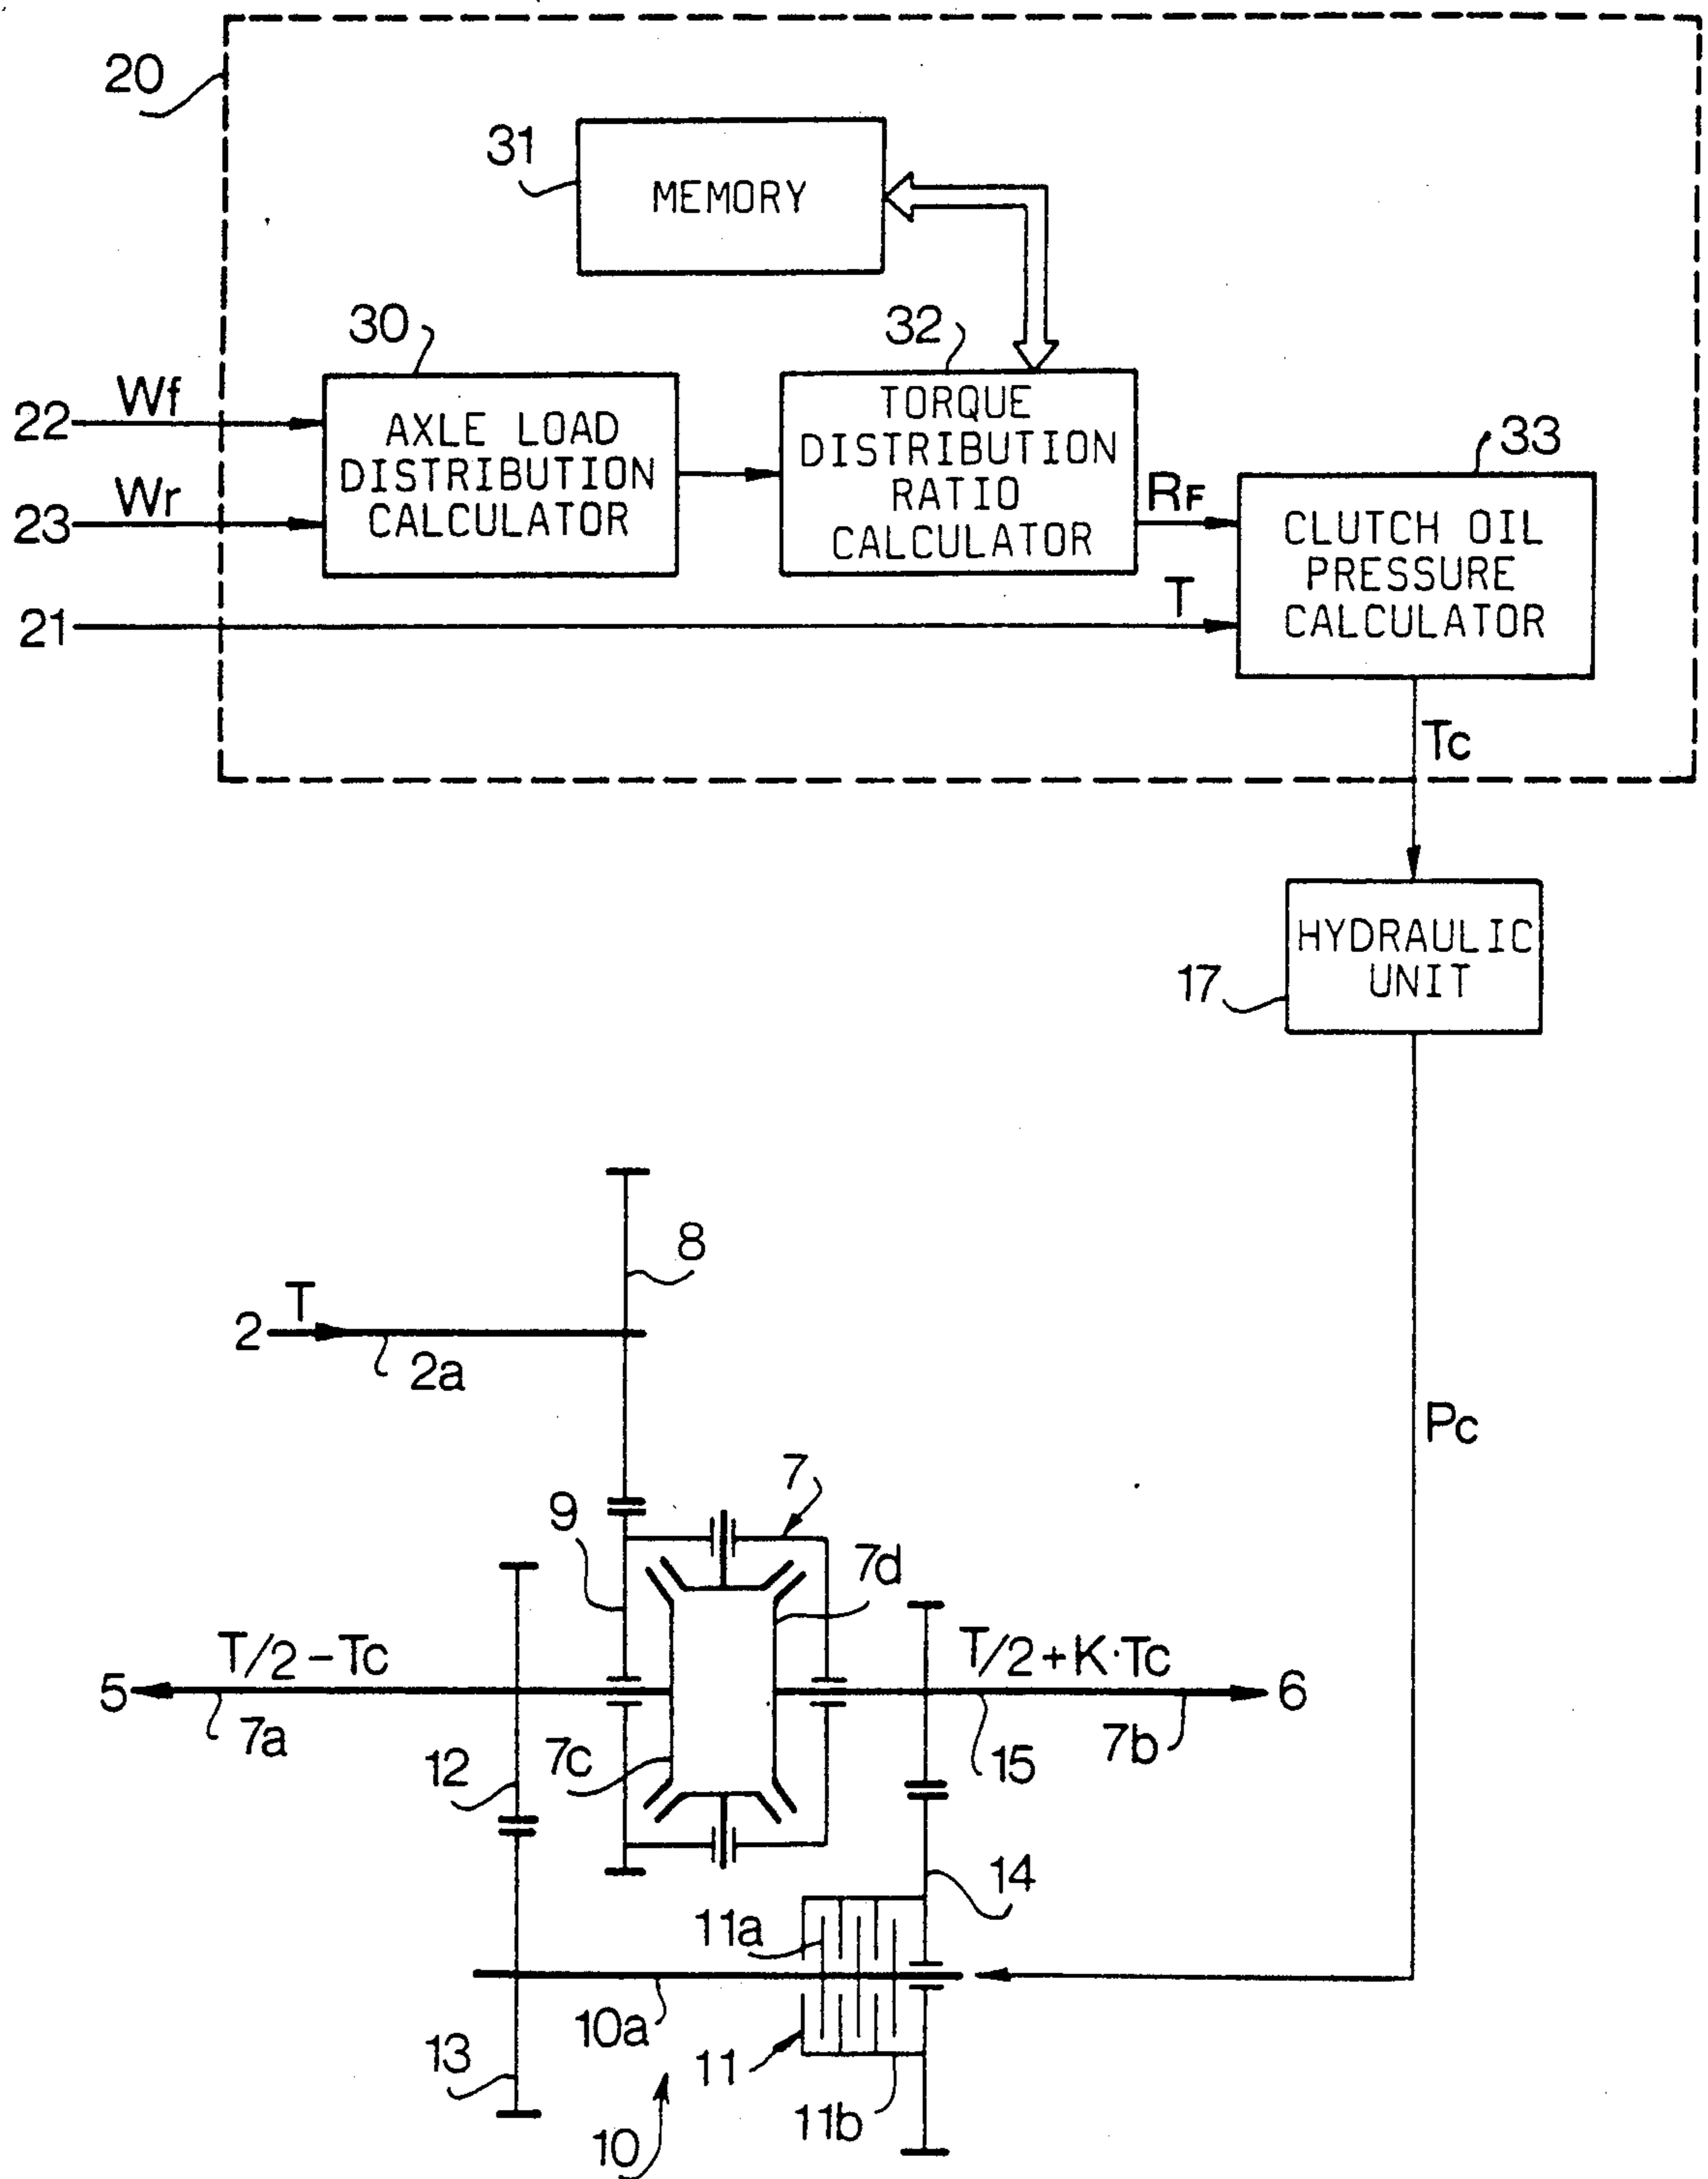 20
31
MEMORY
30
32
22
Wf
AXLE LOAD
DISTRIBUTION
CALCULATOR
TORQUE
DISTRIBUTION
RATIO
CALCULATOR
33
23
Wr
RF
CLUTCH OIL
PRESSURE
CALCULATOR
21
T
Tc
HYDRAULIC
UNIT
17
8
T
2
2a
Pc
7
9
7d
T/2-Tc
T/2+K·Tc
5
6
7a
7c
15
7b
12
14
11a
10a
13
11
11b
10